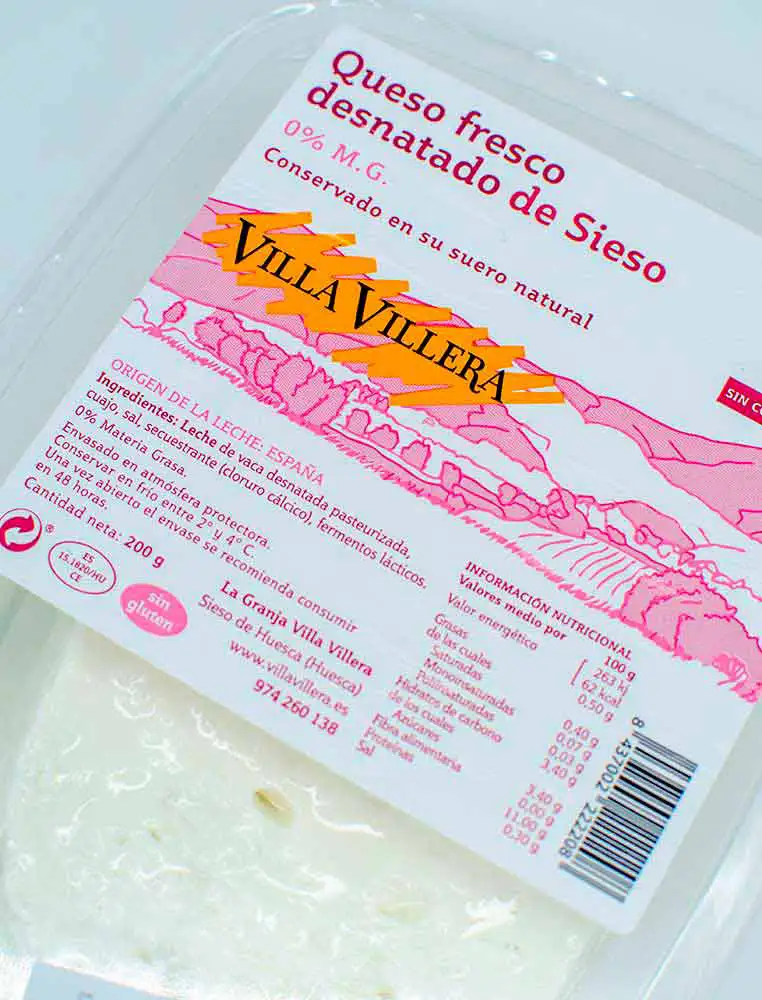 Queso fresco
desnatado de Sieso
0% M.G.
Conservado en su suero natural
VILLA VILLERA
SIN CO
ORIGEN DE LA LECHE: ESPAÑA
Ingredientes: Leche de vaca desnatada pasteurizada,
cuajo, sal, secuestrante (cloruro cálcico), fermentos lácticos.
0% Materia Grasa.
Envasado en atmósfera protectora.
Conservar en frío entre 2° y 4° C.
Una vez abierto el envase se recomienda consumir
en 48 horas.
Cantidad neta: 200 g
®
ES
15.1820/HU
CE
sin
gluten
La Granja Villa Villera
Sieso de Huesca (Huesca)
www.villavillera.es
974 260 138
INFORMACIÓN NUTRICIONAL
Valores medio por 100 g
Valor energético 263 kj
62 kcal
Grasas 0.50 g
de las cuales
Saturadas 0,40 g
Monoinsaturadas 0,07 g
Poliinsaturadas 0,03 g
Hidratos de carbono 3,40 g
de los cuales
Azúcares 3,40 g
Fibra alimentaria 0,00 g
Proteínas 11,00 g
Sal 0,30 g
8 437002 222208